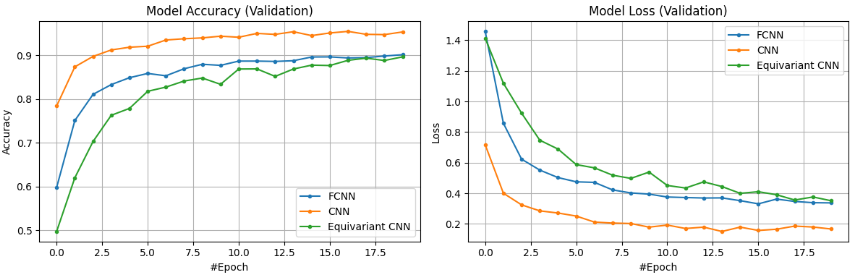 Model Accuracy (Validation)
Accuracy
0.9
0.8
0.7
0.6
0.5
FCNN
CNN
Equivariant CNN
0.0 2.5 5.0 7.5 10.0 12.5 15.0 17.5
#Epoch
Model Loss (Validation)
Loss
1.4
1.2
1.0
0.8
0.6
0.4
0.2
FCNN
CNN
Equivariant CNN
0.0 2.5 5.0 7.5 10.0 12.5 15.0 17.5
#Epoch